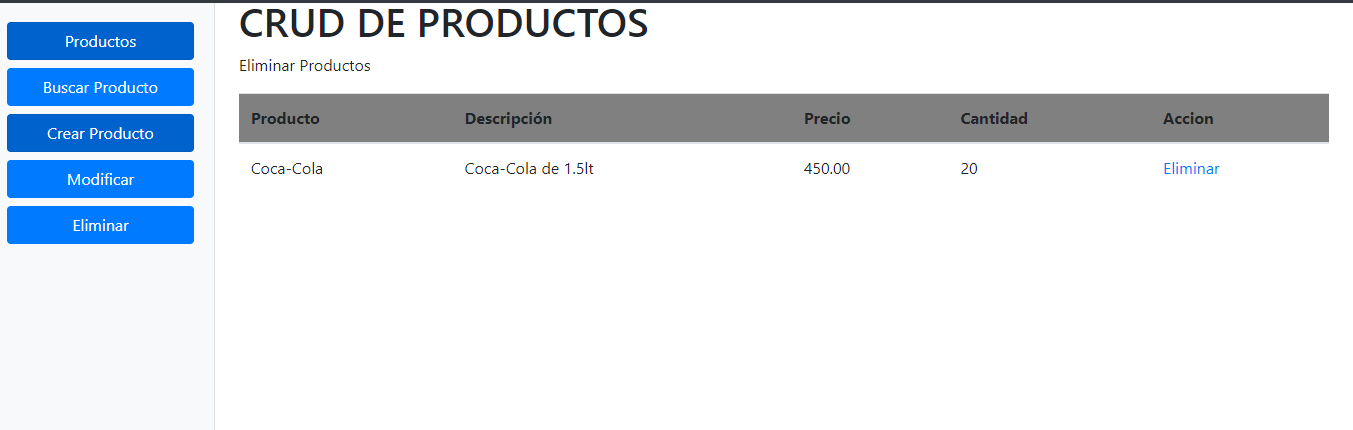 CRUD DE PRODUCTOS
Productos
Buscar Producto
Crear Producto
Modificar
Eliminar
Eliminar Productos
Producto Descripción Precio Cantidad Accion
Coca-Cola Coca-Cola de 1.5lt 450.00 20 Eliminar